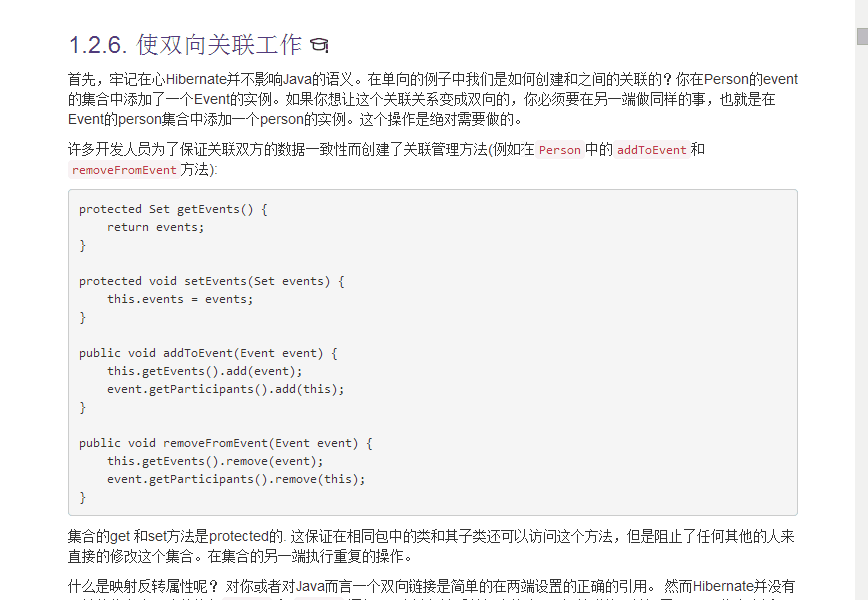 1.2.6. 使双向关联工作
首先，牢记在心Hibernate并不影响Java的语义。在单向的例子中我们是如何创建和之间的关联的？你在Person的event
的集合中添加了一个Event的实例。如果你想让这个关联关系变成双向的，你必须要在另一端做同样的事，也就是在
Event的person集合中添加一个person的实例。这个操作是绝对需要做的。
许多开发人员为了保证关联双方的数据一致性而创建了关联管理方法(例如在 Person 中的 addToEvent 和
removeFromEvent 方法):
protected Set getEvents() {
return events;
}
protected void setEvents(Set events) {
this.events = events;
}
public void addToEvent(Event event) {
this.getEvents().add(event);
event.getParticipants().add(this);
}
public void removeFromEvent(Event event) {
this.getEvents().remove(event);
event.getParticipants().remove(this);
}
集合的get 和set方法是protected的. 这保证在相同包中的类和其子类还可以访问这个方法，但是阻止了任何其他的人来
直接的修改这个集合。在集合的另一端执行重复的操作。
什么是映射反转属性呢？ 对你或者对Java而言一个双向链接是简单的在两端设置的正确的引用。 然而Hibernate并没有